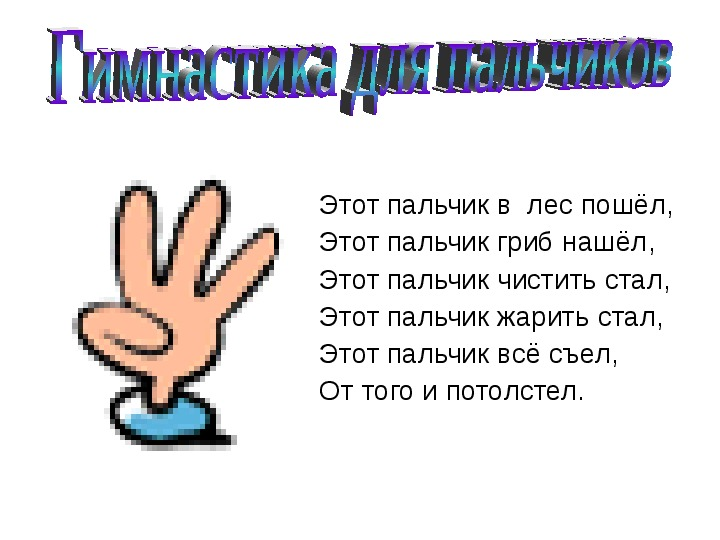 Гимнастика для пальчиков
Этот пальчик в  лес пошёл,
Этот пальчик гриб нашёл,
Этот пальчик чистить стал,
Этот пальчик жарить стал,
Этот пальчик всё съел,
От того и потолстел.